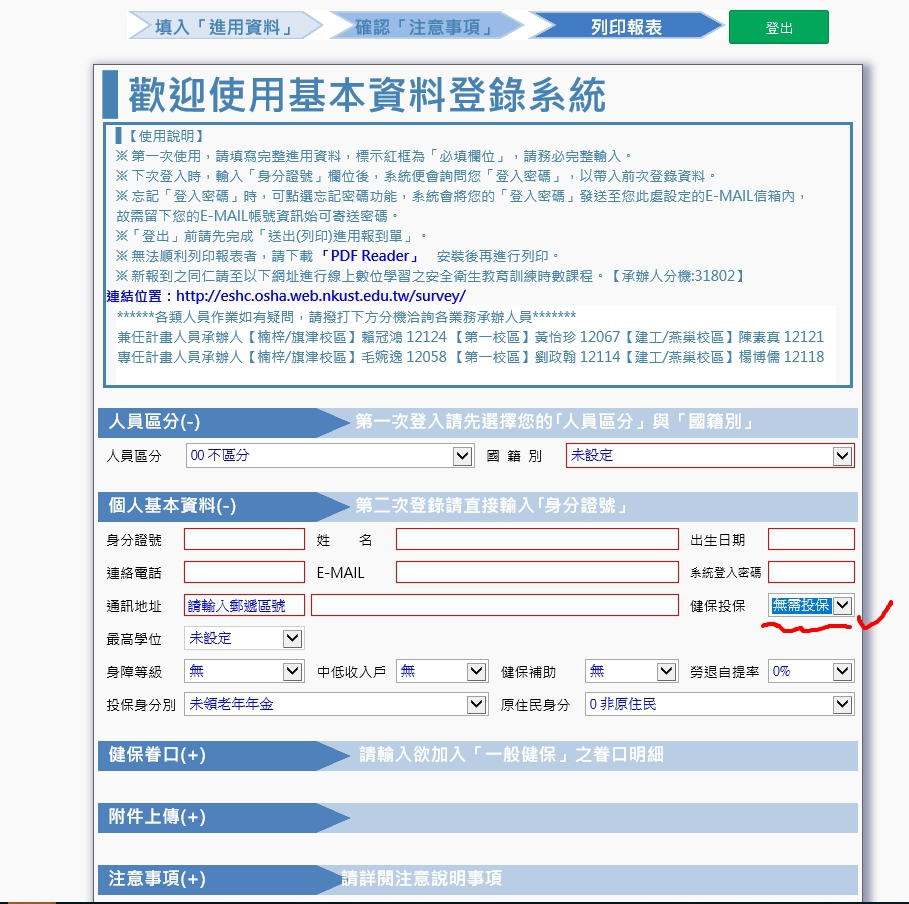 填入「進用資料」 確認「注意事項」 列印報表 登出
歡迎使用基本資料登錄系統
【使用說明】
※ 第一次使用，請填寫完整進用資料，標示紅框為「必填欄位」，請務必完整輸入。
※ 下次登入時，輸入「身分證號」欄位後，系統便會詢問您「登入密碼」，以帶入前次登錄資料。
※ 忘記「登入密碼」時，可點選忘記密碼功能，系統會將您的「登入密碼」發送至您此處設定的E-MAIL信箱內，
故需留下您的E-MAIL帳號資訊始可寄送密碼。
※「登出」前請先完成「送出(列印)進用報到單」。
※ 無法順利列印報表者，請下載「PDF Reader」 安裝後再進行列印。
※ 新報到之同仁請至以下網址進行線上數位學習之安全衛生教育訓練時數課程。【承辦人分機:31802】
連結位置：http://eshc.osha.web.nkust.edu.tw/survey/
******各類人員作業如有疑問，請撥打下方分機洽詢各業務承辦人員*******
兼任計畫人員承辦人【楠梓/旗津校區】賴冠鴻 12124 【第一校區】黃怡珍 12067【建工/燕巢校區】陳素真 12121
專任計畫人員承辦人【楠梓/旗津校區】毛婉逸 12058 【第一校區】劉政翰 12114【建工/燕巢校區】楊博儒 12118
人員區分(-) 第一次登入請先選擇您的「人員區分」與「國籍別」
人員區分 00 不區分 國 籍 別 未設定
個人基本資料(-) 第二次登錄請直接輸入「身分證號」
身分證號 姓 名 出生日期
連絡電話 E-MAIL 系統登入密碼
通訊地址 請輸入郵遞區號 健保投保 無需投保
最高學位 未設定
身障等級 無 中低收入戶 無 健保補助 無 勞退自提率 0%
投保身分別 未領老年年金 原住民身分 0 非原住民
健保眷口(+) 請輸入欲加入「一般健保」之眷口明細
附件上傳(+)
注意事項(+) 請詳閱注意說明事項